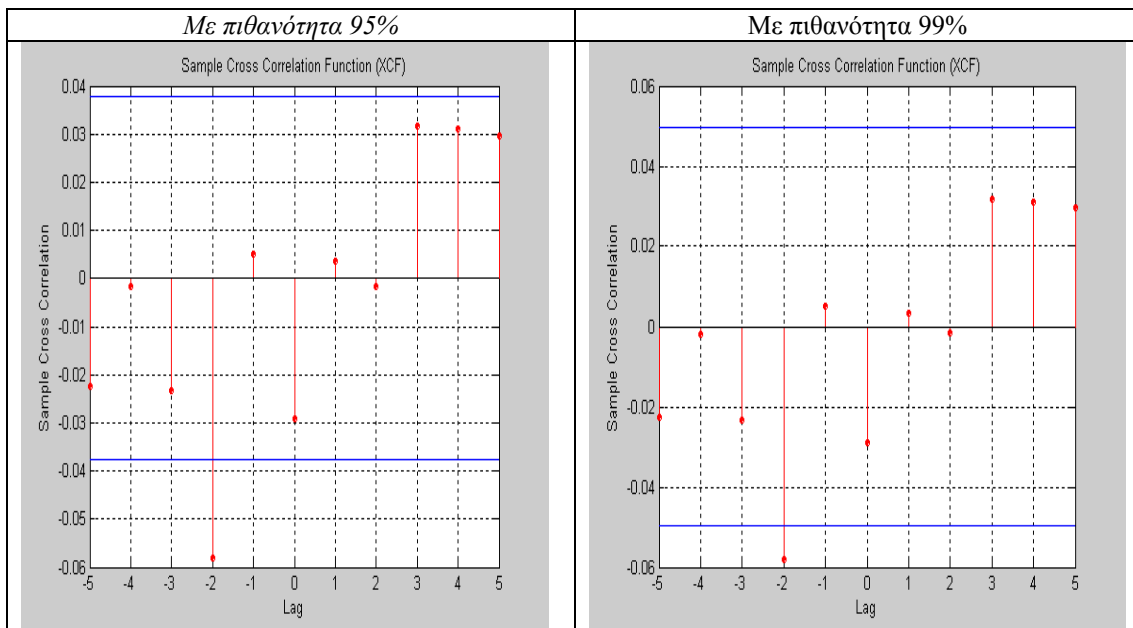 Με πιθανότητα 95%
Με πιθανότητα 99%
Sample Cross Correlation Function (XCF)
0.04
0.03
0.02
0.01
0
-0.01
-0.02
-0.03
-0.04
-0.05
-0.06
Sample Cross Correlation
-5 -4 -3 -2 -1 0 1 2 3 4 5
Lag
Sample Cross Correlation Function (XCF)
0.06
0.04
0.02
0
-0.02
-0.04
-0.06
Sample Cross Correlation
-5 -4 -3 -2 -1 0 1 2 3 4 5
Lag